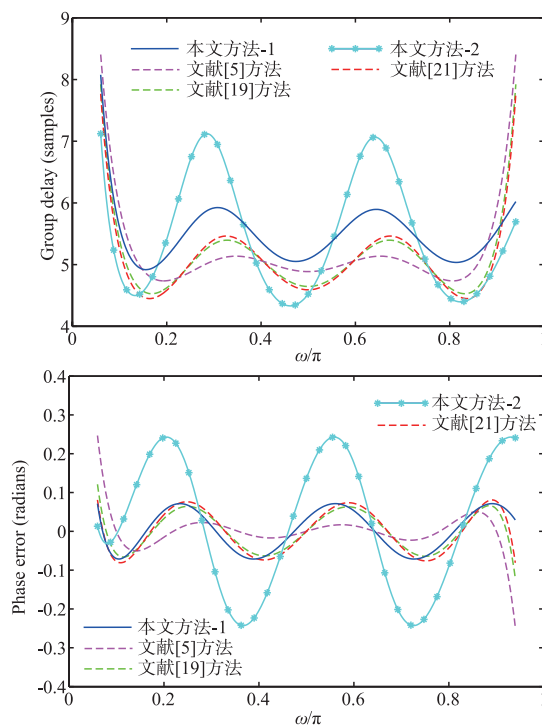 9
8
7
6
5
4
Group delay (samples)
本文方法-1
本文方法-2
文献[5]方法
文献[21]方法
文献[19]方法
0
0.2
0.4
0.6
0.8
1
ω/π
0.4
0.3
0.2
0.1
0
-0.1
-0.2
-0.3
-0.4
Phase error (radians)
本文方法-2
文献[21]方法
本文方法-1
文献[5]方法
文献[19]方法
0
0.2
0.4
0.6
0.8
1
ω/π